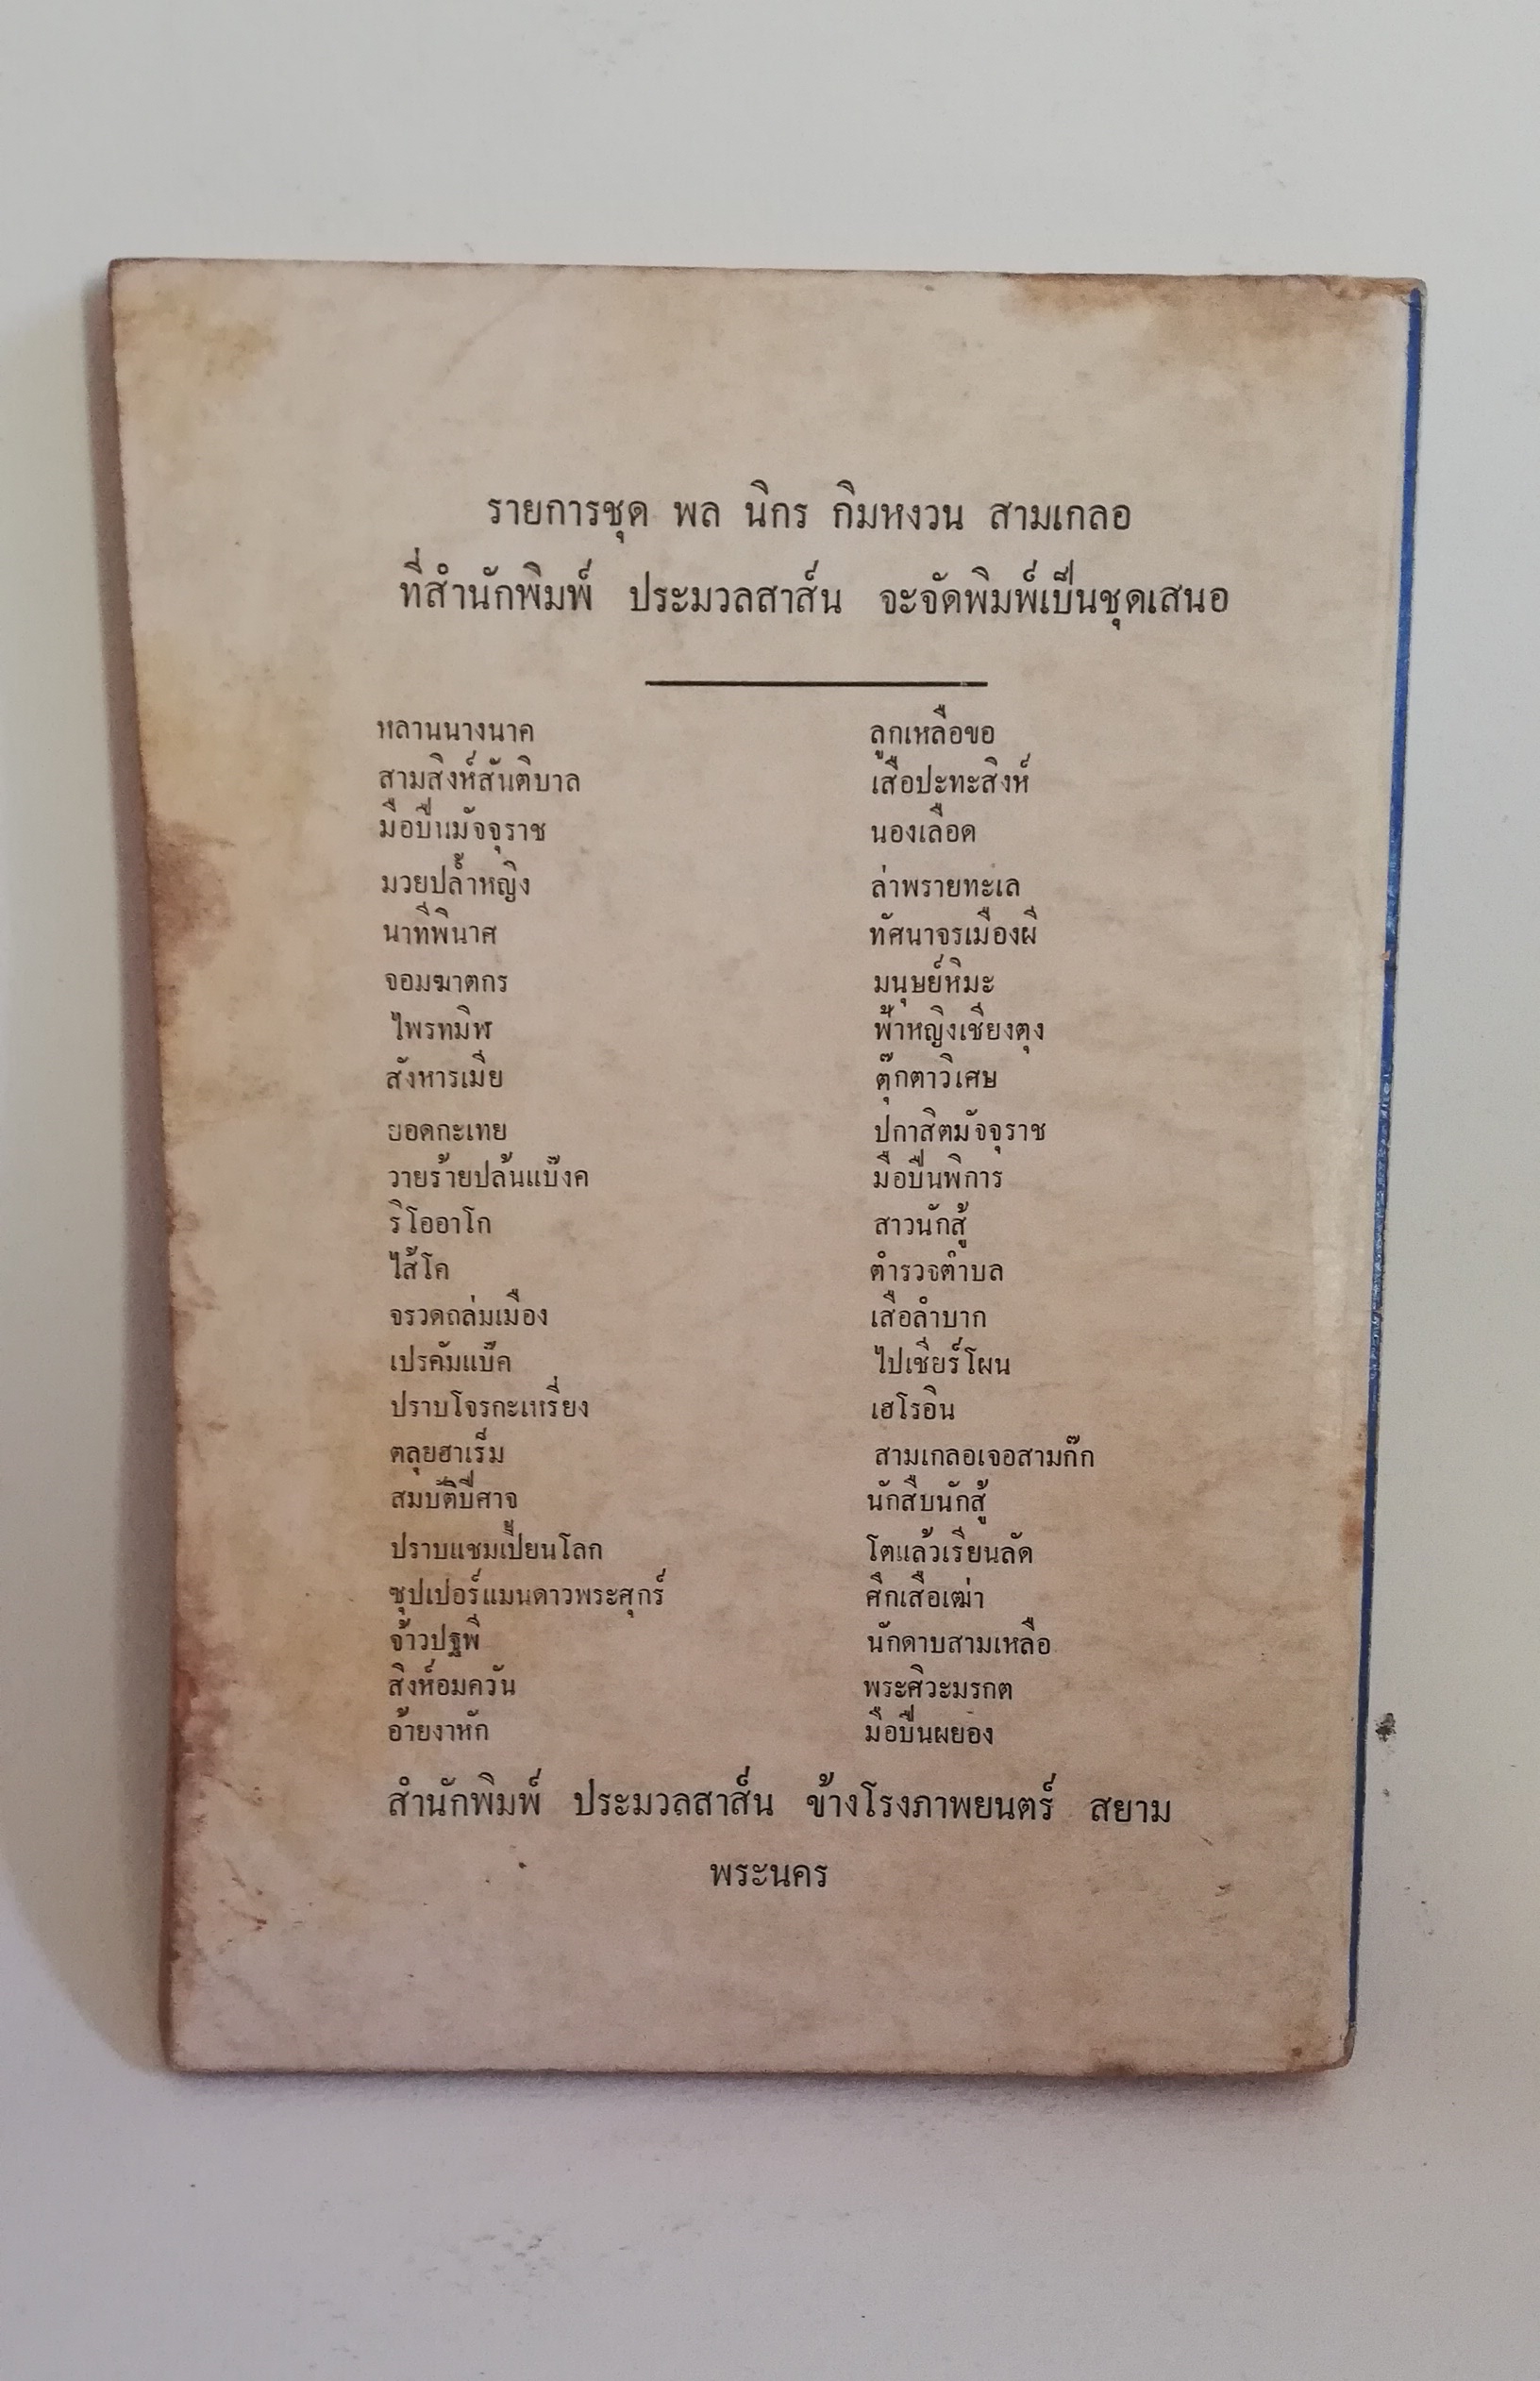 รายการชุด พล นิกร กิมหงวน สามเกลอ
ที่สำนักพิมพ์ ประมวลสาส์น จะจัดพิมพ์เป็นชุดเสนอ
หลานนางนาค
สามสิงห์สันติบาล
มือปืนมัจจุราช
มวยปล้ำหญิง
นาฑีพินาศ
จอมฆาตกร
ไพรทมิฬ
สังหารเมีย
ยอดกะเทย
วายร้ายปล้นแบ๊งค
ริโออาโก
ไส้โค
จรวดถล่มเมือง
เปรคัมแบ๊ค
ปราบโจรกะเหรี่ยง
ตลุยฮาเร็ม
สมบัติปีศาจ
ปราบแชมเปี้ยนโลก
ซุปเปอร์แมนดาวพระศุกร์
จ้าวปฐพี
สิงห์อมควัน
อ้ายงาหัก
ลูกเหลือขอ
เสือปะทะสิงห์
นองเลือด
ล่าพรายทะเล
ทัศนาจรเมืองผี
มนุษย์หิมะ
ฟ้าหญิงเชียงตุง
ตุ๊กตาวิเศษ
ปกาสิตมัจจุราช
มือปืนพิการ
สาวนักสู้
ตำรวจตำบล
เสือลำบาก
ไปเชียร์โผน
เฮโรอิน
สามเกลอเจอสามก๊ก
นักสืบนักสู้
โตแล้วเรียนลัด
ศึกเสือเฒ่า
นักดาบสามเหลือ
พระศิวะมรกต
มือปืนผยอง
สำนักพิมพ์ ประมวลสาส์น ข้างโรงภาพยนตร์ สยาม
พระนคร